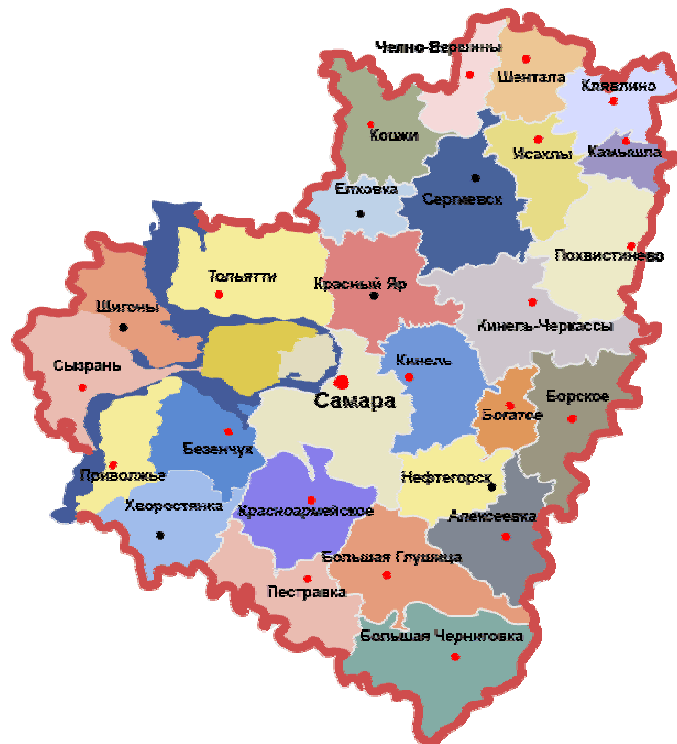 Челно-Вершины
Шентала
Клявлино
Кошки
Исаклы
Камышла
Елховка
Сергиевск
Похвистнево
Тольятти
Красный Яр
Шигоны
Кинель-Черкассы
Сызрань
Кинель
Самара
Богатое
Борское
Безенчук
Приволжье
Нефтегорск
Хворостянка
Красноармейское
Алексеевка
Большая Глушица
Пестравка
Большая Черниговка